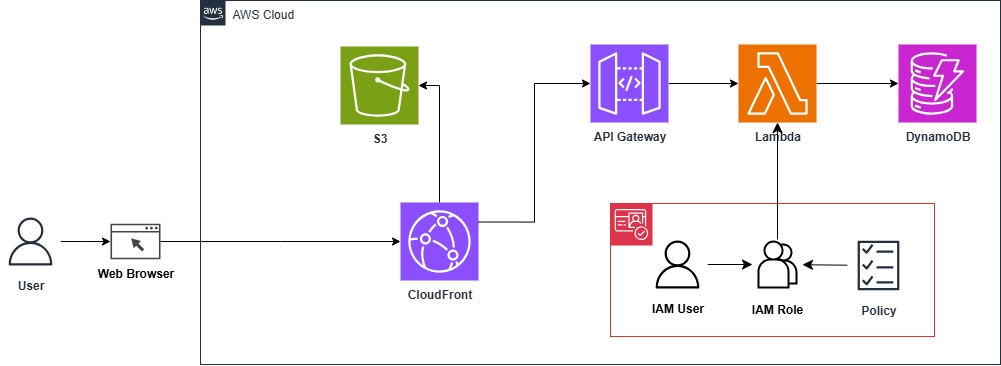 aws
AWS Cloud
S3
API Gateway
Lambda
DynamoDB
User
Web Browser
CloudFront
IAM User
IAM Role
Policy